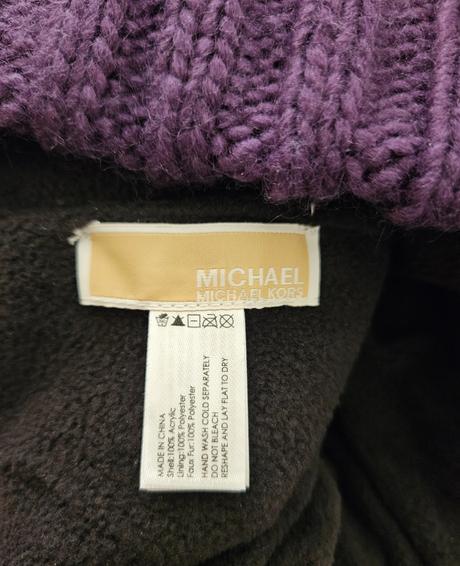 MICHAEL
MICHAEL KORS
MADE IN CHINA
Shell:100% Acrylic
Lining:100% Polyester
Faux Fur:100% Polyester
HAND WASH COLD SEPARATELY
DO NOT BLEACH
RESHAPE AND LAY FLAT TO DRY